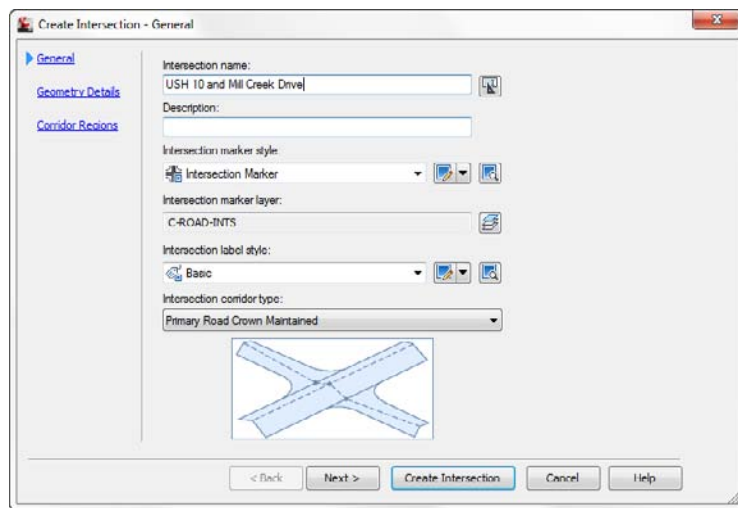 Create Intersection - General
General
Geometry Details
Corridor Regions
Intersection name:
USH 10 and Mill Creek Drive
Description:
Intersection marker style:
Intersection Marker
Intersection marker layer:
C-ROAD-INTS
Intersection label style:
Basic
Intersection corridor type:
Primary Road Crown Maintained
< Back Next > Create Intersection Cancel Help